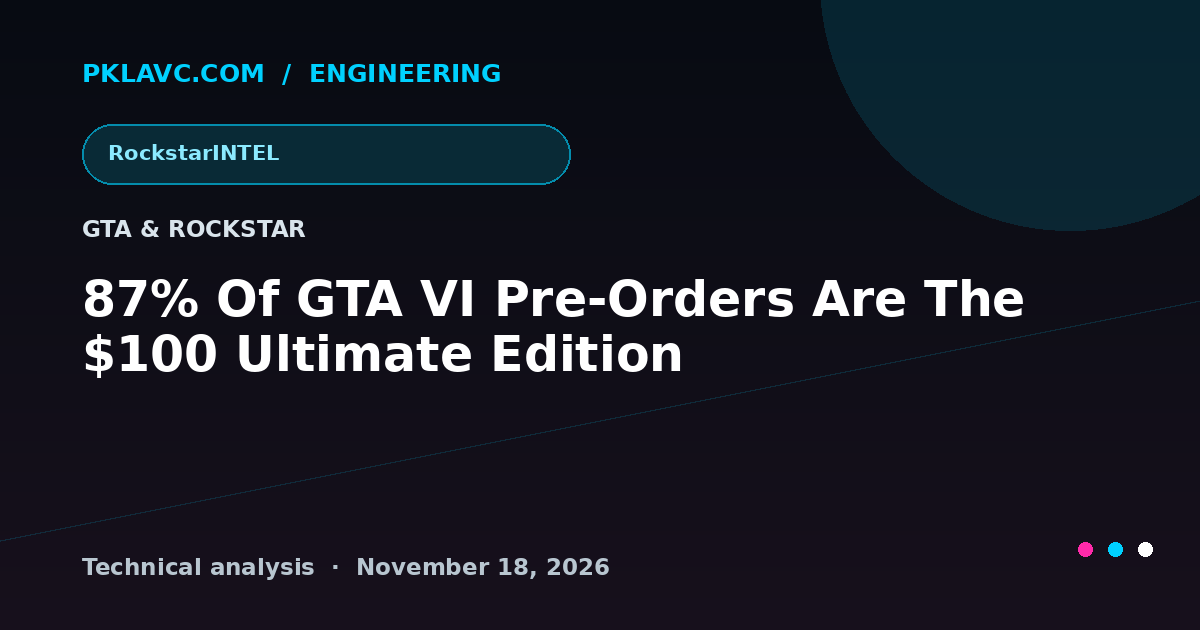 PKLAVC.COM / ENGINEERING
RockstarINTEL
GTA & ROCKSTAR
87% Of GTA VI Pre-Orders Are The
$100 Ultimate Edition
Technical analysis · November 18, 2026